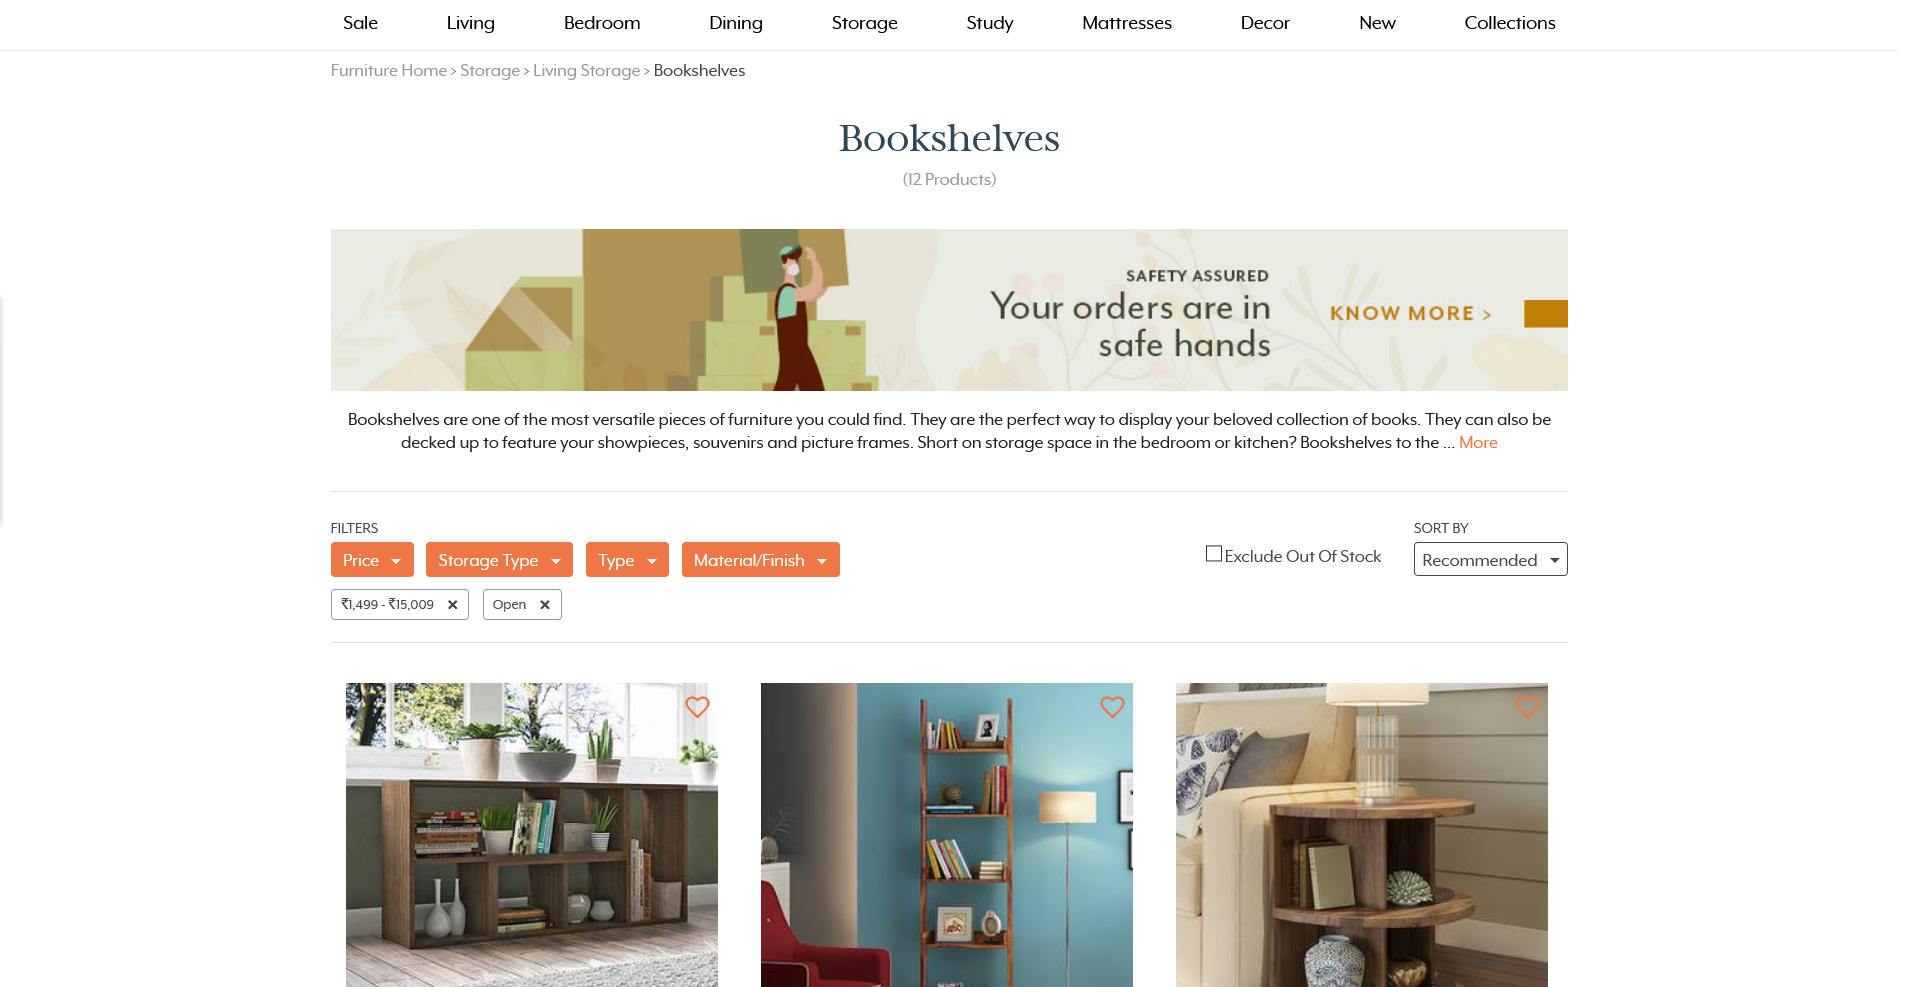 Sale Living Bedroom Dining Storage Study Mattresses Decor New Collections
Furniture Home > Storage > Living Storage > Bookshelves
Bookshelves
(12 Products)
SAFETY ASSURED
Your orders are in
safe hands
KNOW MORE >
Bookshelves are one of the most versatile pieces of furniture you could find. They are the perfect way to display your beloved collection of books. They can also be
decked up to feature your showpieces, souvenirs and picture frames. Short on storage space in the bedroom or kitchen? Bookshelves to the ... More
FILTERS
Price Storage Type Type Material/Finish
₹1,499 - ₹15,009 Open
Exclude Out Of Stock
SORT BY
Recommended